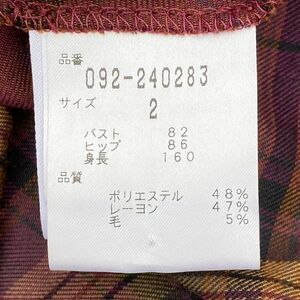 品番
092-240283
サイズ
2
バスト 82
ヒップ 86
身長 160
品質
ポリエステル 48%
レーヨン 47%
毛 5%